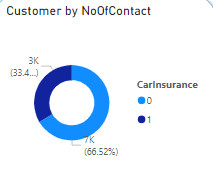 Customer by NoOfContact
3K
(33.4...)
CarInsurance
0
1
7K
(66.52%)